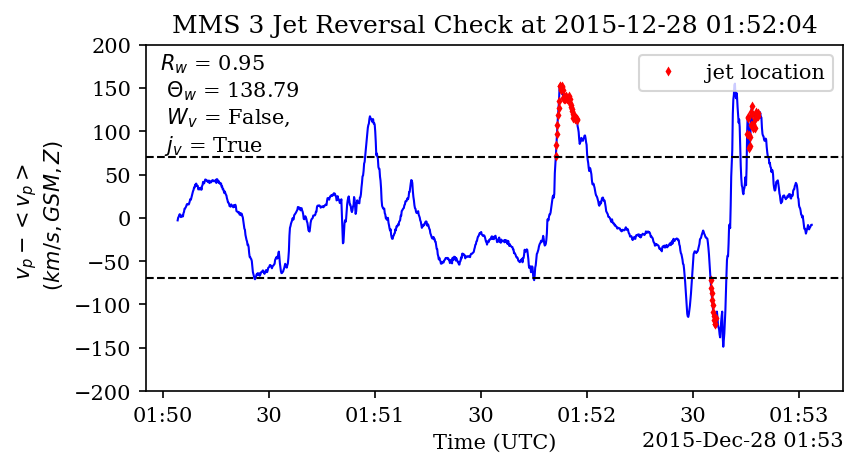 MMS 3 Jet Reversal Check at 2015-12-28 01:52:04
R_w = 0.95
Θ_w = 138.79
W_v = False,
j_v = True
jet location
200
150
100
50
0
−50
−100
−150
−200
v_p − < v_p >
(km/s, GSM, Z)
01:50 30 01:51 30 01:52 30 01:53
Time (UTC)
2015-Dec-28 01:53